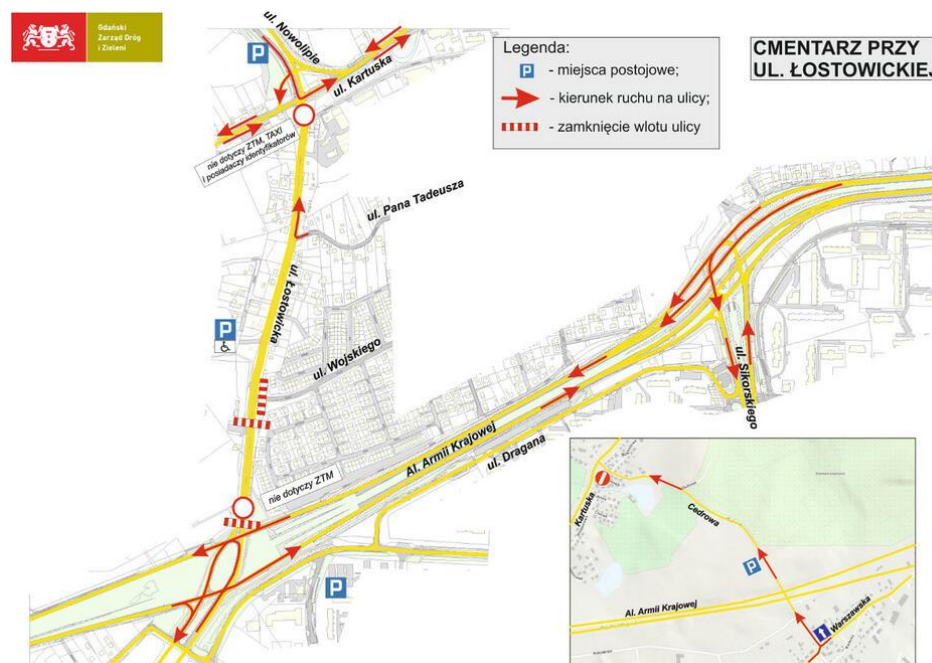 Gdański
Zarząd Dróg
i Zieleni
ul. Nowolipie
P
ul. Kartuska
Legenda:
P - miejsca postojowe;
- kierunek ruchu na ulicy;
- zamknięcie wlotu ulicy
CMENTARZ PRZY
UL. ŁOSTOWICKIEJ
nie dotyczy ZTM, TAXI
i posiadaczy identyfikatorów
ul. Pana Tadeusza
ul. Łostowicka
P
ul. Wojskiego
ul. Sikorskiego
Al. Armii Krajowej
ul. Dragana
nie dotyczy ZTM
P
Kartuska
Cedrowa
P
Al. Armii Krajowej
Warszawska